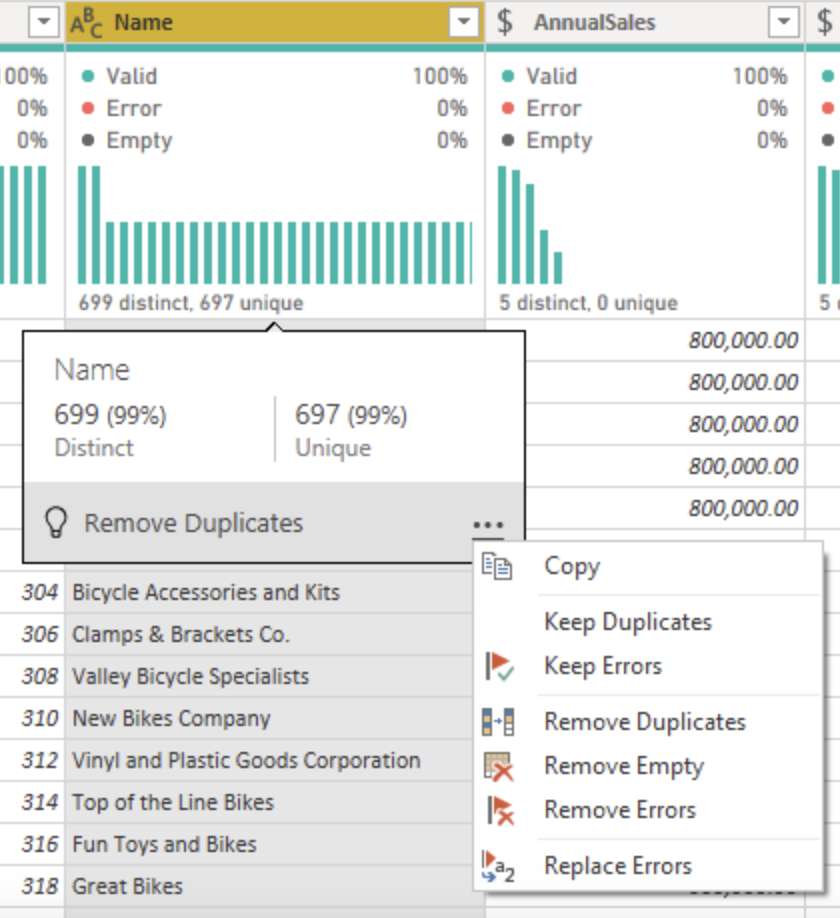 ABC Name
$ AnnualSales
$
00%
Valid 100%
Valid 100%
0%
Error 0%
Error 0%
0%
Empty 0%
Empty 0%
699 distinct, 697 unique
5 distinct, 0 unique
5
800,000.00
800,000.00
800,000.00
800,000.00
800,000.00
Name
699 (99%)
Distinct
697 (99%)
Unique
Remove Duplicates
...
304 Bicycle Accessories and Kits
306 Clamps & Brackets Co.
308 Valley Bicycle Specialists
310 New Bikes Company
312 Vinyl and Plastic Goods Corporation
314 Top of the Line Bikes
316 Fun Toys and Bikes
318 Great Bikes
Copy
Keep Duplicates
Keep Errors
Remove Duplicates
Remove Empty
Remove Errors
a2 Replace Errors